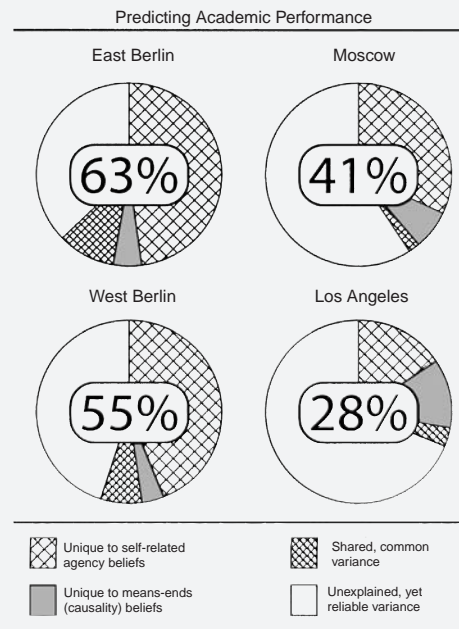 Predicting Academic Performance
East Berlin
Moscow
63%
41%
West Berlin
Los Angeles
55%
28%
Unique to self-related
agency beliefs
Shared, common
variance
Unique to means-ends
(causality) beliefs
Unexplained, yet
reliable variance